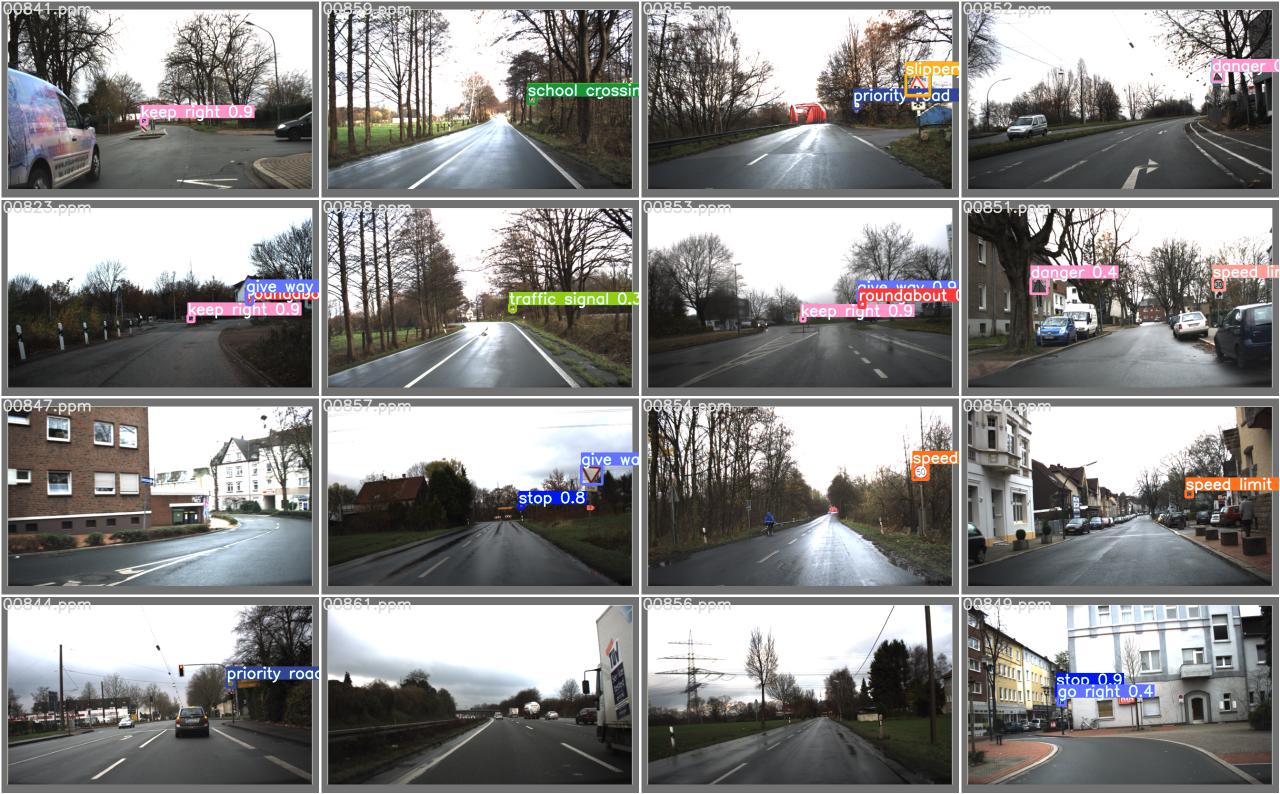 00841.ppm
keep right 0.9
00859.ppm
school crossin
00855.ppm
slipper
priority road
00852.ppm
danger 0
00823.ppm
give way
roundabo
keep right 0.9
00858.ppm
traffic signal 0.3
00853.ppm
give way 0.9
roundabout 0
keep right 0.9
00851.ppm
danger 0.4
speed lim
00847.ppm
00857.ppm
give wa
stop 0.8
00854.ppm
speed
50
00850.ppm
speed limit
00844.ppm
priority road
00861.ppm
00856.ppm
00849.ppm
stop 0.9
go right 0.4